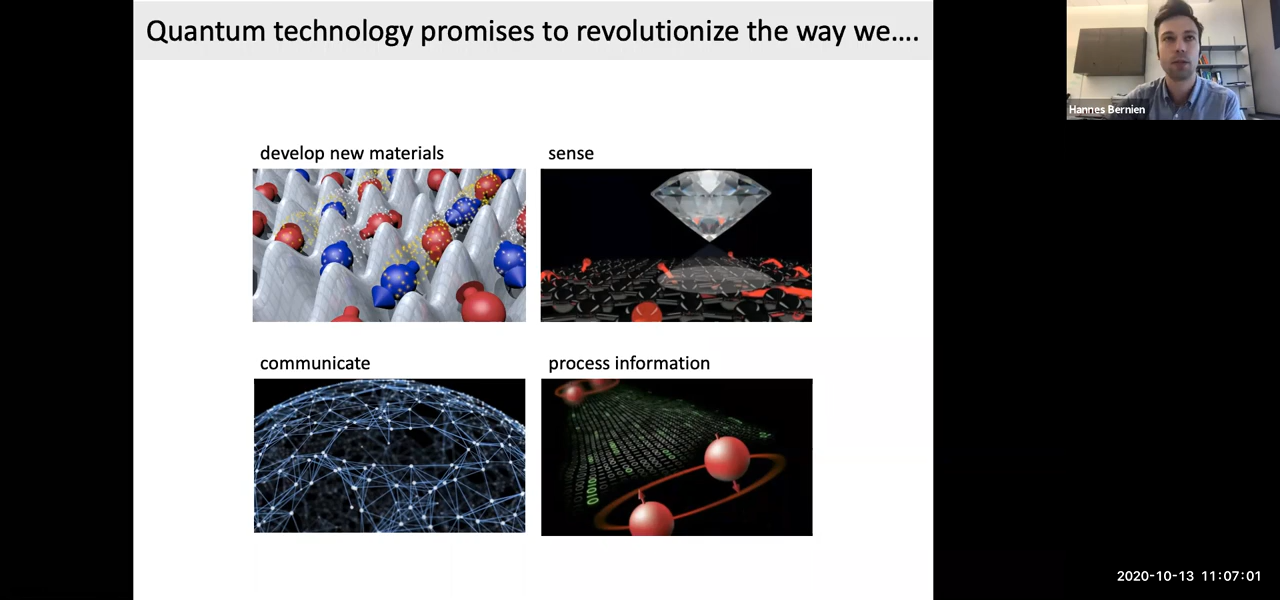 Quantum technology promises to revolutionize the way we....
Hannes Bernien
develop new materials
sense
communicate
process information
2020-10-13 11:07:01